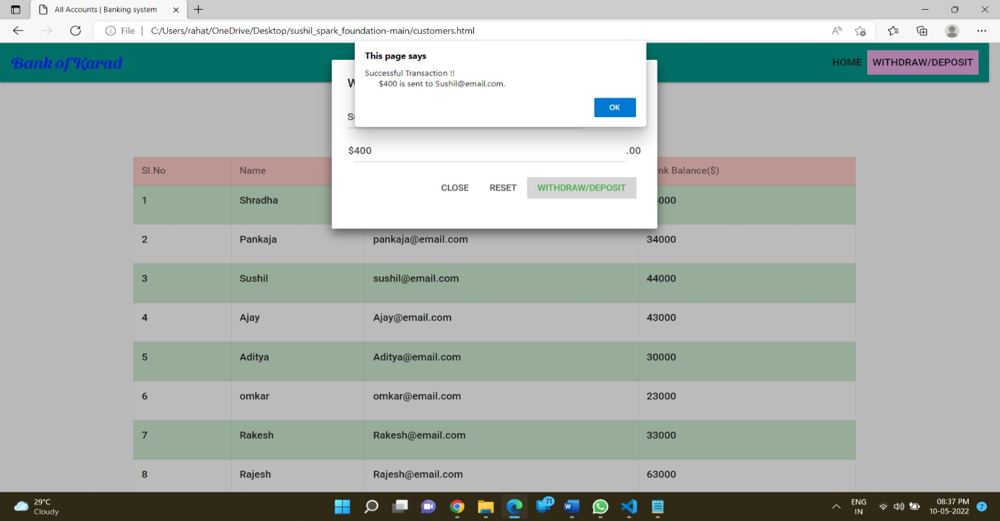 All Accounts | Banking system
File | C:/Users/rahat/OneDrive/Desktop/sushil_spark_foundation-main/customers.html
Bank of Karad
HOME WITHDRAW/DEPOSIT
This page says
Successful Transaction !!
$400 is sent to Sushil@email.com.
OK
$400 .00
CLOSE RESET WITHDRAW/DEPOSIT
Sl.No Name nk Balance($)
1 Shradha 000
2 Pankaja pankaja@email.com 34000
3 Sushil sushil@email.com 44000
4 Ajay Ajay@email.com 43000
5 Aditya Aditya@email.com 30000
6 omkar omkar@email.com 23000
7 Rakesh Rakesh@email.com 33000
8 Rajesh Rajesh@email.com 63000
29°C
Cloudy
71
ENG
IN
08:37 PM
10-05-2022
7